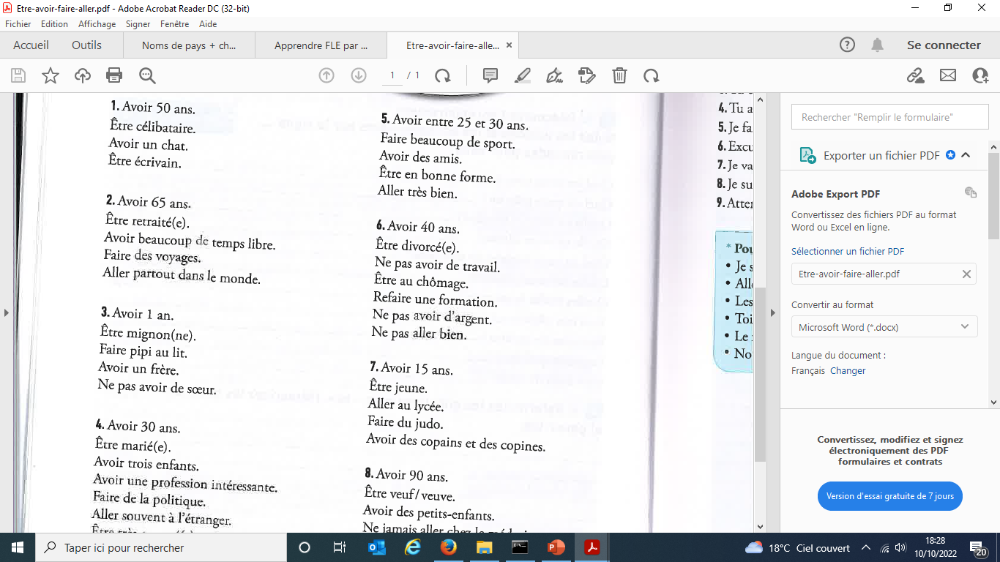 Etre-avoir-faire-aller.pdf - Adobe Acrobat Reader DC (32-bit)
Fichier Edition Affichage Signer Fenêtre Aide
Accueil Outils Noms de pays + ch... Apprendre FLE par ... Etre-avoir-faire-alle... Se connecter
1 / 1
1. Avoir 50 ans.
Être célibataire.
Avoir un chat.
Être écrivain.
2. Avoir 65 ans.
Être retraité(e).
Avoir beaucoup de temps libre.
Faire des voyages.
Aller partout dans le monde.
3. Avoir 1 an.
Être mignon(ne).
Faire pipi au lit.
Avoir un frère.
Ne pas avoir de sœur.
4. Avoir 30 ans.
Être marié(e).
Avoir trois enfants.
Avoir une profession intéressante.
Faire de la politique.
Aller souvent à l'étranger.
5. Avoir entre 25 et 30 ans.
Faire beaucoup de sport.
Avoir des amis.
Être en bonne forme.
Aller très bien.
6. Avoir 40 ans.
Être divorcé(e).
Ne pas avoir de travail.
Être au chômage.
Refaire une formation.
Ne pas avoir d'argent.
Ne pas aller bien.
7. Avoir 15 ans.
Être jeune.
Aller au lycée.
Faire du judo.
Avoir des copains et des copines.
8. Avoir 90 ans.
Être veuf/veuve.
Avoir des petits-enfants.
Ne jamais aller chez le
4. Tu a
5. Je fa
6. Excu
7. Je va
8. Je su
9. Atter
* Pou
• Je s
• All
• Les
• Toi
• Le
• No
Rechercher "Remplir le formulaire"
Exporter un fichier PDF
Adobe Export PDF
Convertissez des fichiers PDF au format
Word ou Excel en ligne.
Sélectionner un fichier PDF
Etre-avoir-faire-aller.pdf
Convertir au format
Microsoft Word (*.docx)
Langue du document :
Français Changer
Convertissez, modifiez et signez
électroniquement des PDF
formulaires et contrats
Version d'essai gratuite de 7 jours
Taper ici pour rechercher
18°C Ciel couvert
18:28
10/10/2022
20